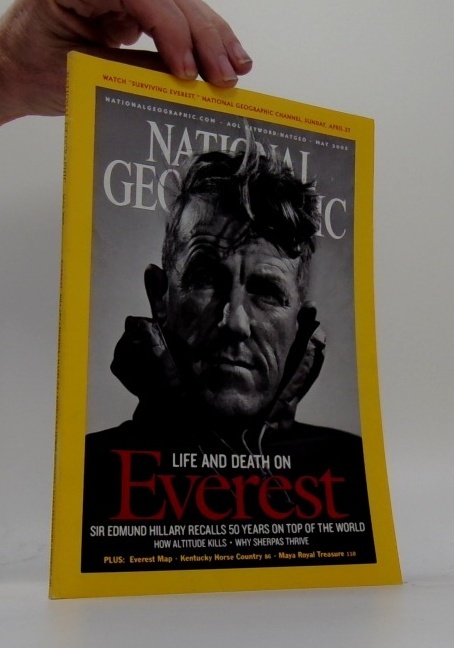 WATCH "SURVIVING EVEREST" NATIONAL GEOGRAPHIC CHANNEL, SUNDAY, APRIL 27
NATIONALGEOGRAPHIC.COM · AOL KEYWORD: NATGEO · MAY 2003
NATIONAL
GEOGRAPHIC
LIFE AND DEATH ON
Everest
SIR EDMUND HILLARY RECALLS 50 YEARS ON TOP OF THE WORLD
HOW ALTITUDE KILLS · WHY SHERPAS THRIVE
PLUS: Everest Map · Kentucky Horse Country 86 · Maya Royal Treasure 110